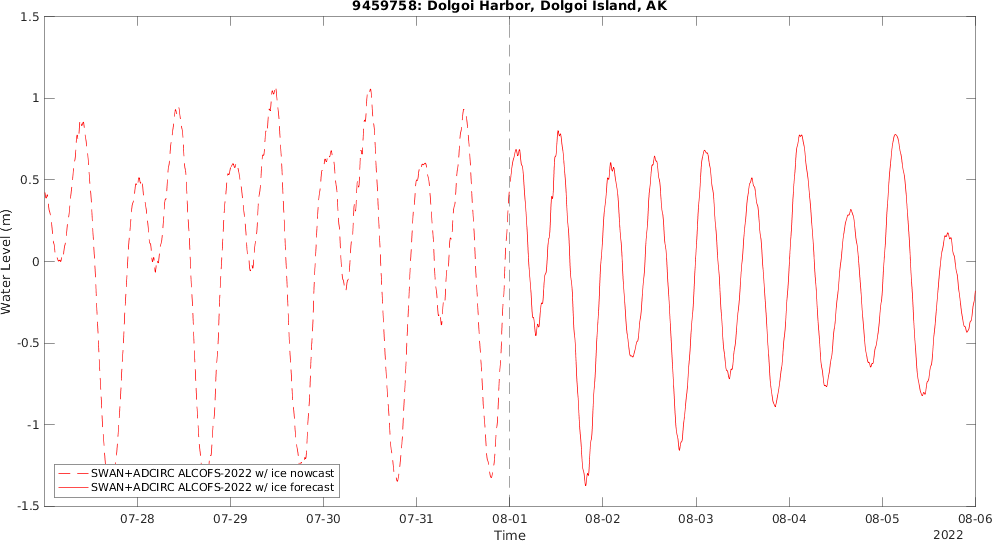 9459758: Dolgoi Harbor, Dolgoi Island, AK
1.5
1
0.5
0
-0.5
-1
-1.5
Water Level (m)
SWAN+ADCIRC ALCOFS-2022 w/ ice nowcast
SWAN+ADCIRC ALCOFS-2022 w/ ice forecast
07-28 07-29 07-30 07-31 08-01 08-02 08-03 08-04 08-05 08-06
Time
2022